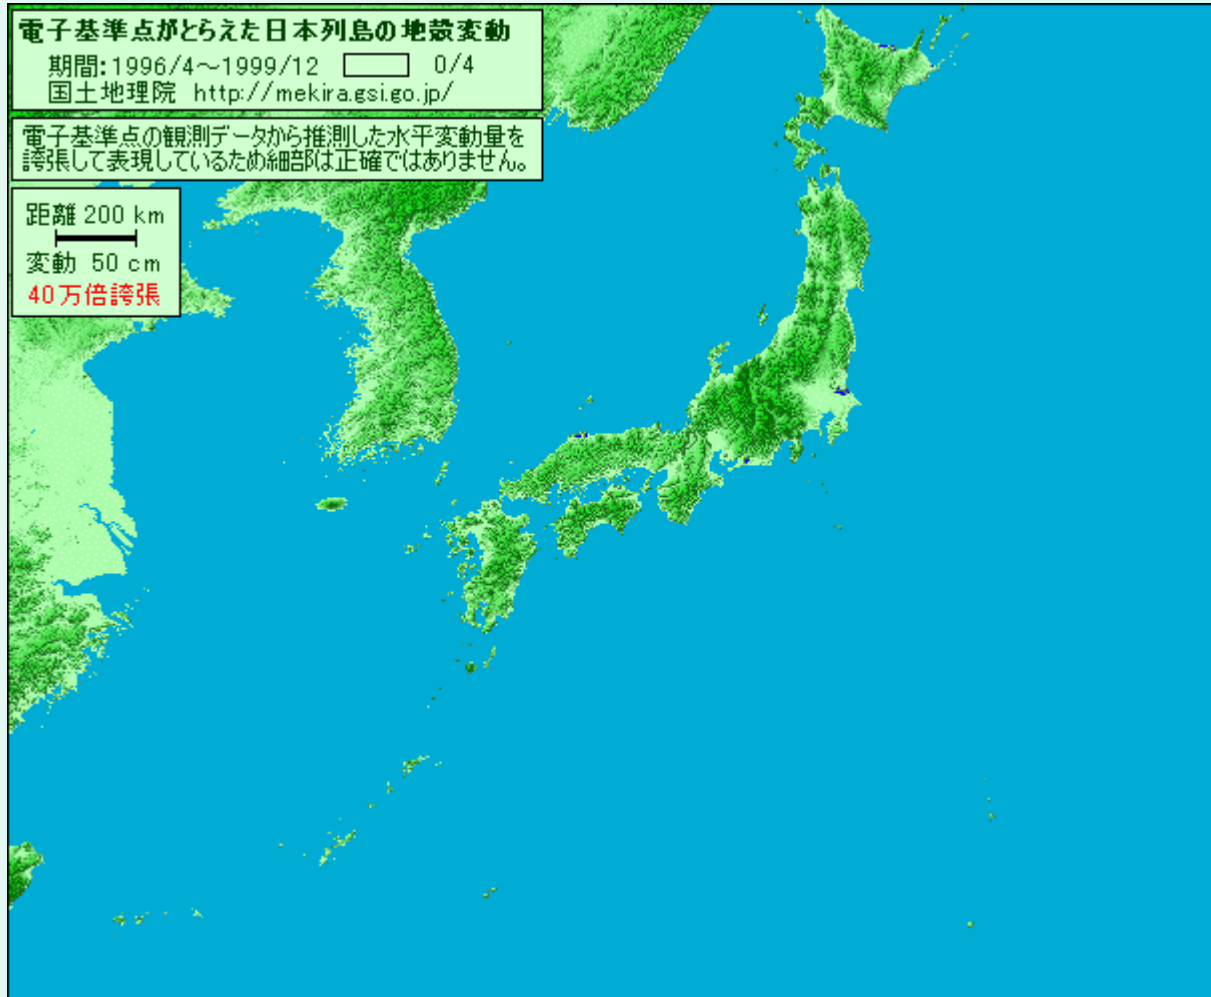 電子基準点がとらえた日本列島の地殻変動
期間:1996/4～1999/12 0/4
国土地理院 http://mekira.gsi.go.jp/
電子基準点の観測データから推測した水平変動量を
誇張して表現しているため細部は正確ではありません。
距離 200 km
変動 50 cm
40万倍誇張